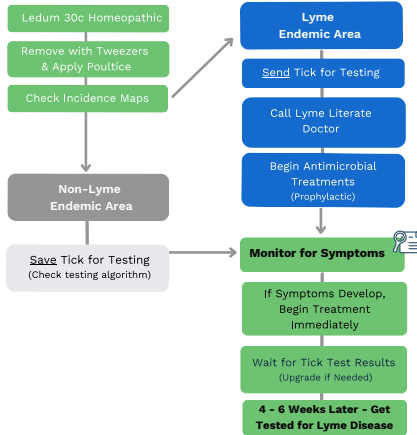 Ledum 30c Homeopathic
Remove with Tweezers
& Apply Poultice
Check Incidence Maps
Non-Lyme
Endemic Area
Save Tick for Testing
(Check testing algorithm)
Lyme
Endemic Area
Send Tick for Testing
Call Lyme Literate
Doctor
Begin Antimicrobial
Treatments
(Prophylactic)
Monitor for Symptoms
If Symptoms Develop,
Begin Treatment
Immediately
Wait for Tick Test Results
(Upgrade if Needed)
4 - 6 Weeks Later - Get
Tested for Lyme Disease